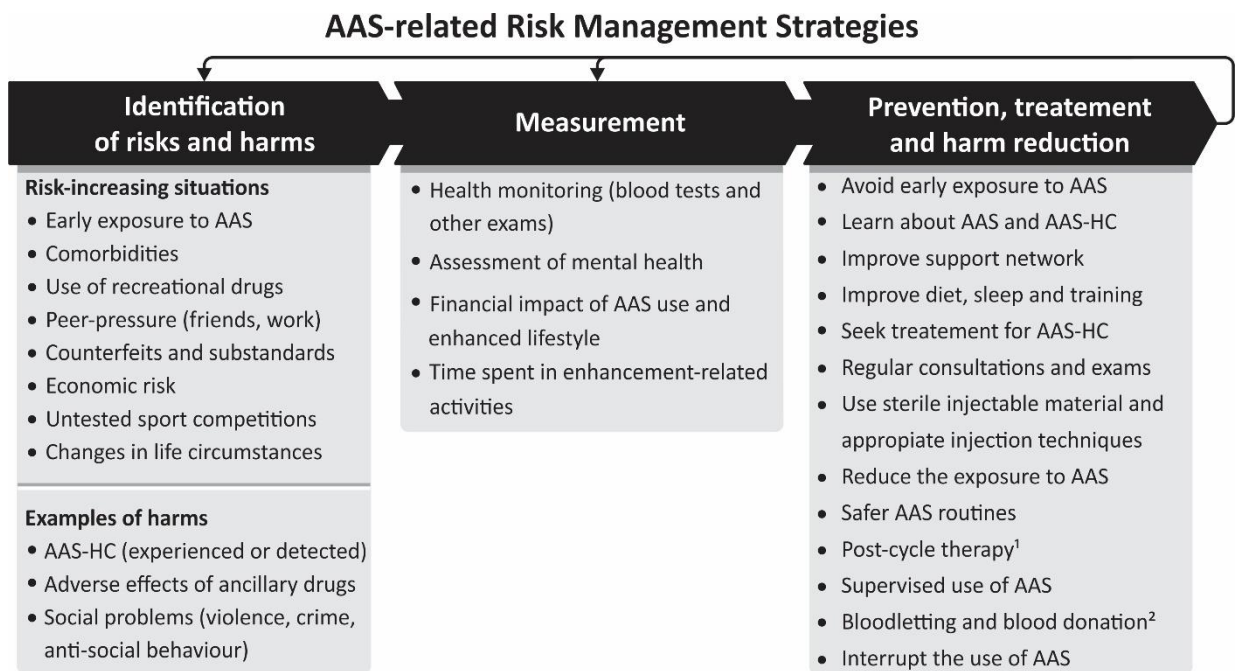 AAS-related Risk Management Strategies
Identification
of risks and harms
Risk-increasing situations
• Early exposure to AAS
• Comorbidities
• Use of recreational drugs
• Peer-pressure (friends, work)
• Counterfeits and substandards
• Economic risk
• Untested sport competitions
• Changes in life circumstances
Examples of harms
• AAS-HC (experienced or detected)
• Adverse effects of ancillary drugs
• Social problems (violence, crime,
anti-social behaviour)
Measurement
• Health monitoring (blood tests and
other exams)
• Assessment of mental health
• Financial impact of AAS use and
enhanced lifestyle
• Time spent in enhancement-related
activities
Prevention, treatement
and harm reduction
• Avoid early exposure to AAS
• Learn about AAS and AAS-HC
• Improve support network
• Improve diet, sleep and training
• Seek treatement for AAS-HC
• Regular consultations and exams
• Use sterile injectable material and
appropiate injection techniques
• Reduce the exposure to AAS
• Safer AAS routines
• Post-cycle therapy¹
• Supervised use of AAS
• Bloodletting and blood donation²
• Interrupt the use of AAS